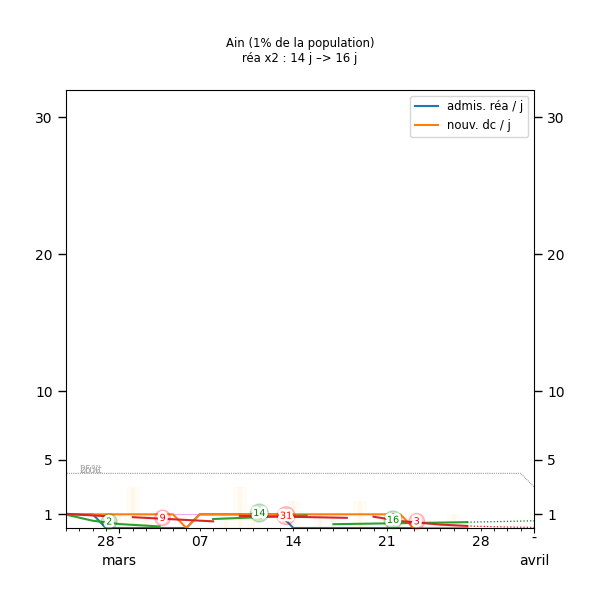 Ain (1% de la population)
réa x2 : 14 j –> 16 j
admis. réa / j
nouv. dc / j
30 30
20 20
10 10
5 5
1 1
2 9 14 31 16 3
28 07 14 21 28 -
mars avril